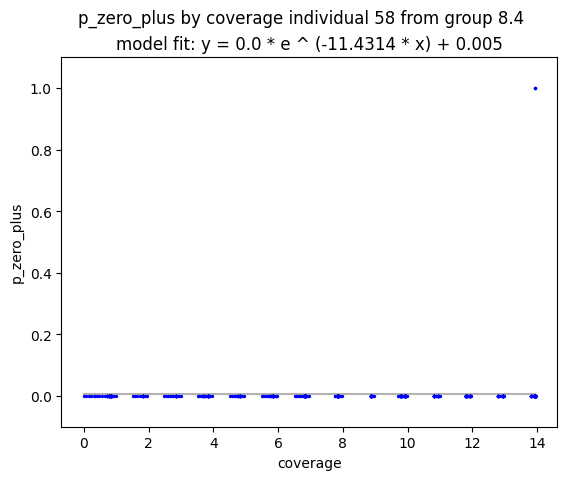 p_zero_plus by coverage individual 58 from group 8.4
model fit: y = 0.0 * e ^ (-11.4314 * x) + 0.005
1.0
0.8
0.6
0.4
0.2
0.0
p_zero_plus
0 2 4 6 8 10 12 14
coverage